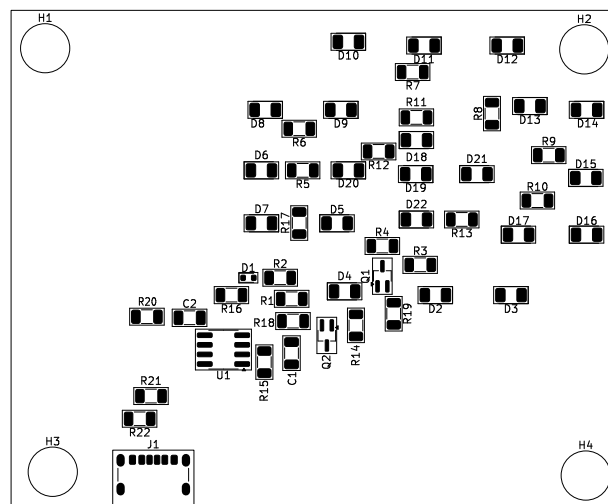 H1
H2
D10
D11
D12
R7
D8
D9
R11
R8
D13
D14
R6
R12
D18
R9
D6
R5
D20
D19
D21
D15
R10
D7
R17
D5
D22
R13
D17
D16
R4
R3
D1
R2
Q1
R20
C2
R16
R1
D4
D2
D3
R18
R19
R14
Q2
U1
R15
C1
R21
R22
J1
H3
H4